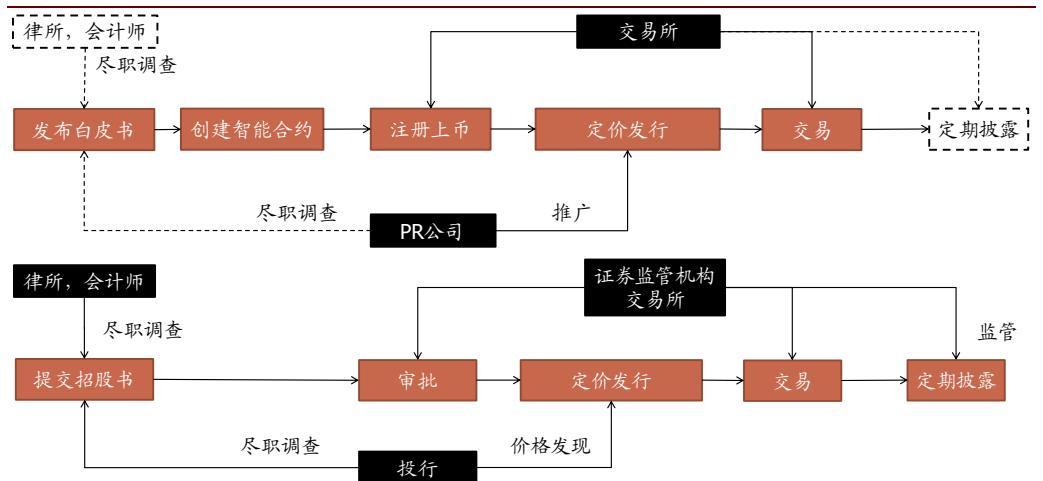 律所，会计师
交易所
尽职调查
发布白皮书
创建智能合约
注册上币
定价发行
交易
定期披露
尽职调查
推广
PR公司
律所，会计师
证券监管机构
交易所
尽职调查
监管
提交招股书
审批
定价发行
交易
定期披露
尽职调查
价格发现
投行